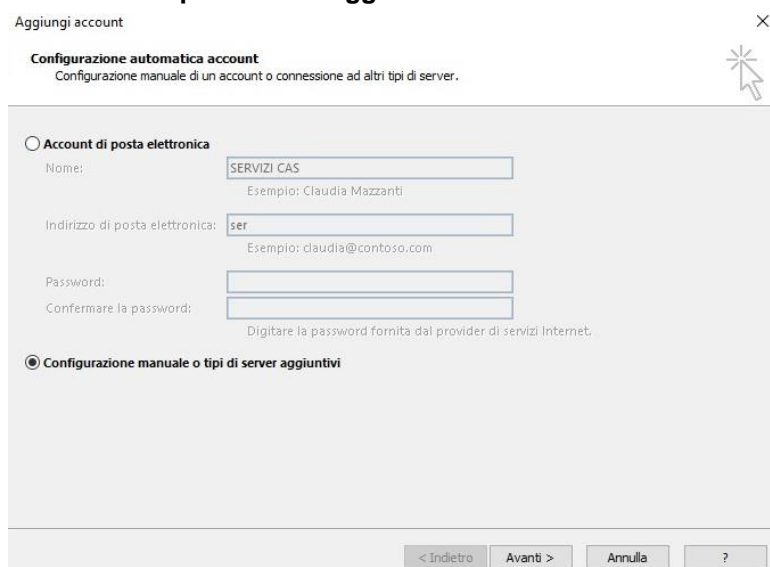 Aggiungi account
Configurazione automatica account
Configurazione manuale di un account o connessione ad altri tipi di server.
Account di posta elettronica
Nome: SERVIZI CAS
Esempio: Claudia Mazzanti
Indirizzo di posta elettronica: ser
Esempio: claudia@contoso.com
Password:
Confermare la password:
Digitare la password fornita dal provider di servizi Internet.
Configurazione manuale o tipi di server aggiuntivi
< Indietro Avanti > Annulla ?